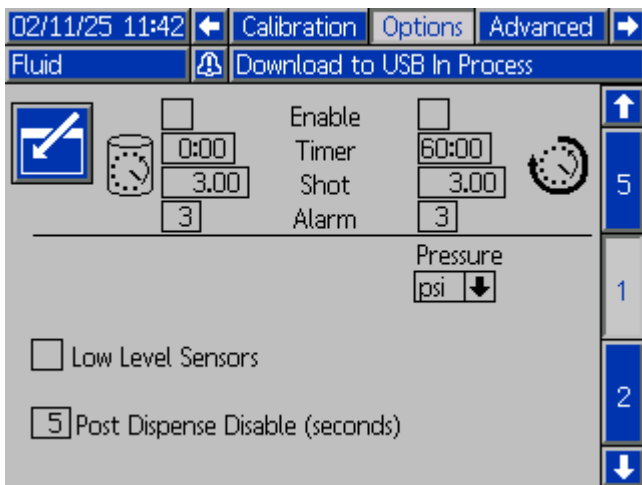 02/11/25 11:42 Calibration Options Advanced
Fluid Download to USB In Process
Enable
0:00 Timer 60:00
3.00 Shot 3.00
3 Alarm 3
5
Pressure
psi
1
Low Level Sensors
2
5 Post Dispense Disable (seconds)